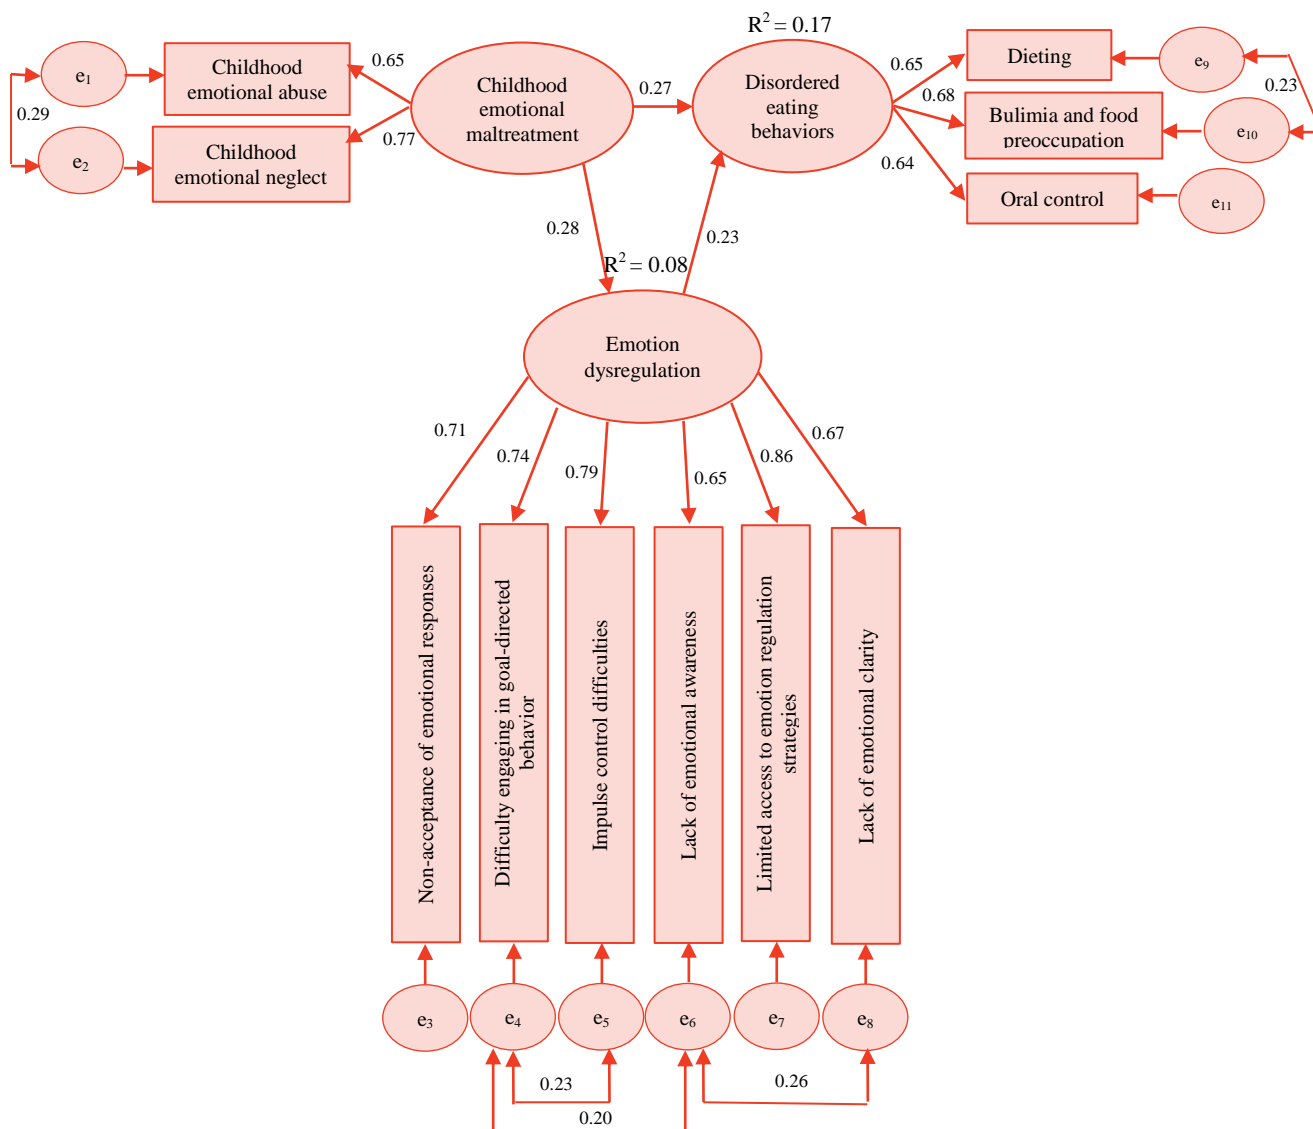 R² = 0.17
e₁
Childhood
emotional abuse
0.65
Childhood
emotional
maltreatment
0.27
Disordered
eating
behaviors
0.65
Dieting
e₉
0.29
0.23
0.68
Bulimia and food
preoccupation
e₁₀
e₂
Childhood
emotional neglect
0.77
0.64
Oral control
e₁₁
0.28
0.23
R² = 0.08
Emotion
dysregulation
0.71
0.74
0.79
0.65
0.86
0.67
Non-acceptance of emotional responses
Difficulty engaging in goal-directed
behavior
Impulse control difficulties
Lack of emotional awareness
Limited access to emotion regulation
strategies
Lack of emotional clarity
e₃
e₄
e₅
e₆
e₇
e₈
0.23
0.26
0.20